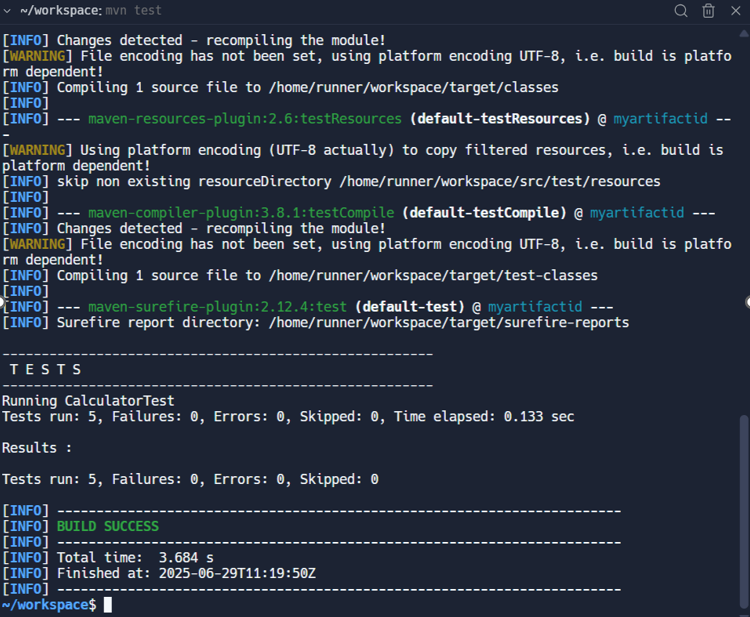 ~/workspace: mvn test
[INFO] Changes detected - recompiling the module!
[WARNING] File encoding has not been set, using platform encoding UTF-8, i.e. build is platfo
rm dependent!
[INFO] Compiling 1 source file to /home/runner/workspace/target/classes
[INFO]
[INFO] --- maven-resources-plugin:2.6:testResources (default-testResources) @ myartifactid --
-
[WARNING] Using platform encoding (UTF-8 actually) to copy filtered resources, i.e. build is
platform dependent!
[INFO] skip non existing resourceDirectory /home/runner/workspace/src/test/resources
[INFO]
[INFO] --- maven-compiler-plugin:3.8.1:testCompile (default-testCompile) @ myartifactid ---
[INFO] Changes detected - recompiling the module!
[WARNING] File encoding has not been set, using platform encoding UTF-8, i.e. build is platfo
rm dependent!
[INFO] Compiling 1 source file to /home/runner/workspace/target/test-classes
[INFO]
[INFO] --- maven-surefire-plugin:2.12.4:test (default-test) @ myartifactid ---
[INFO] Surefire report directory: /home/runner/workspace/target/surefire-reports
-------------------------------------------------------
T E S T S
-------------------------------------------------------
Running CalculatorTest
Tests run: 5, Failures: 0, Errors: 0, Skipped: 0, Time elapsed: 0.133 sec
Results :
Tests run: 5, Failures: 0, Errors: 0, Skipped: 0
[INFO] ------------------------------------------------------------------------
[INFO] BUILD SUCCESS
[INFO] ------------------------------------------------------------------------
[INFO] Total time:  3.684 s
[INFO] Finished at: 2025-06-29T11:19:50Z
[INFO] ------------------------------------------------------------------------
~/workspace$